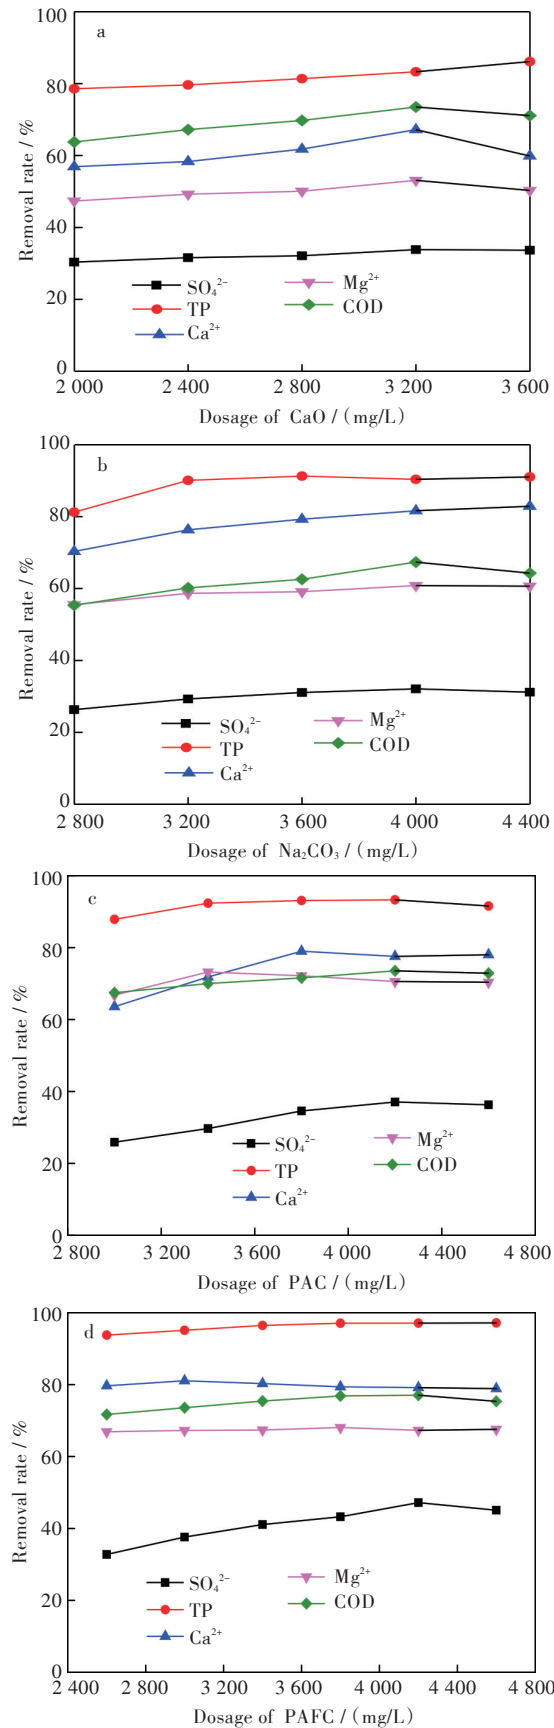 a
100
80
60
40
20
0
Removal rate / %
SO₄²⁻
TP
Ca²⁺
Mg²⁺
COD
2 000 2 400 2 800 3 200 3 600
Dosage of CaO / (mg/L)
b
100
80
60
40
20
0
Removal rate / %
SO₄²⁻
TP
Ca²⁺
Mg²⁺
COD
2 800 3 200 3 600 4 000 4 400
Dosage of Na₂CO₃ / (mg/L)
c
100
80
60
40
20
0
Removal rate / %
SO₄²⁻
TP
Ca²⁺
Mg²⁺
COD
2 800 3 200 3 600 4 000 4 400 4 800
Dosage of PAC / (mg/L)
d
100
80
60
40
20
0
Removal rate / %
SO₄²⁻
TP
Ca²⁺
Mg²⁺
COD
2 400 2 800 3 200 3 600 4 000 4 400 4 800
Dosage of PAFC / (mg/L)